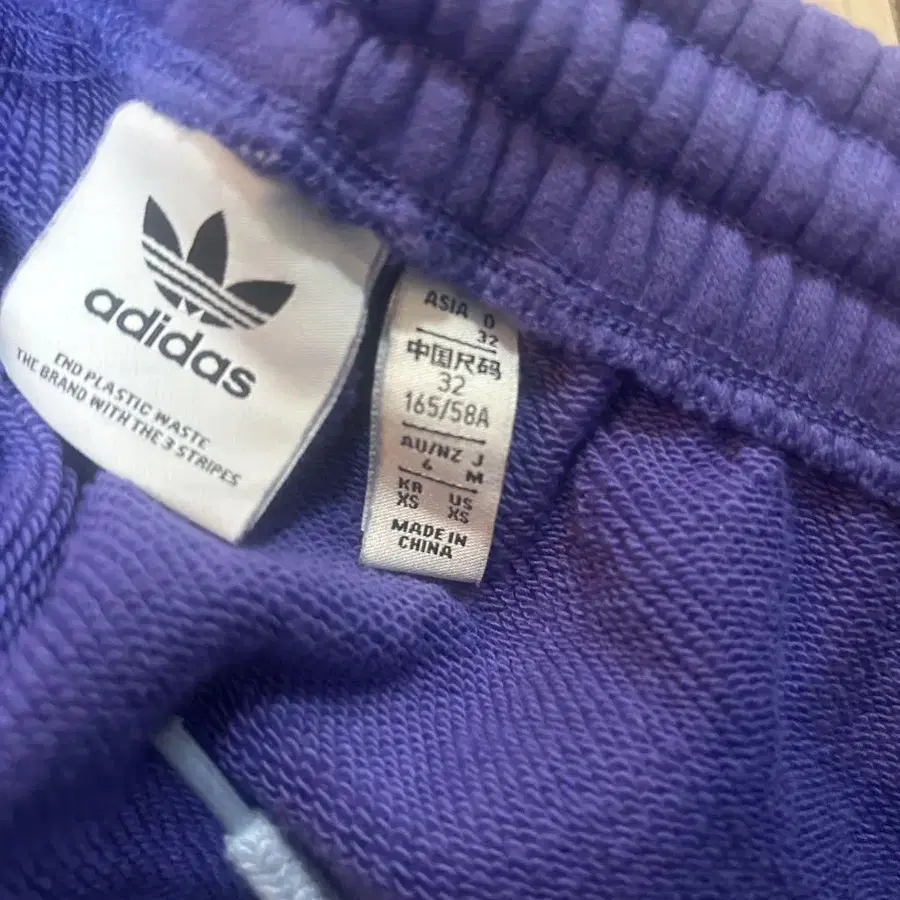 adidas
END PLASTIC WASTE
THE BRAND WITH THE 3 STRIPES
ASIA D
32
中国尺码
32
165/58A
AU/NZ J
4 M
KR US
XS XS
MADE IN
CHINA